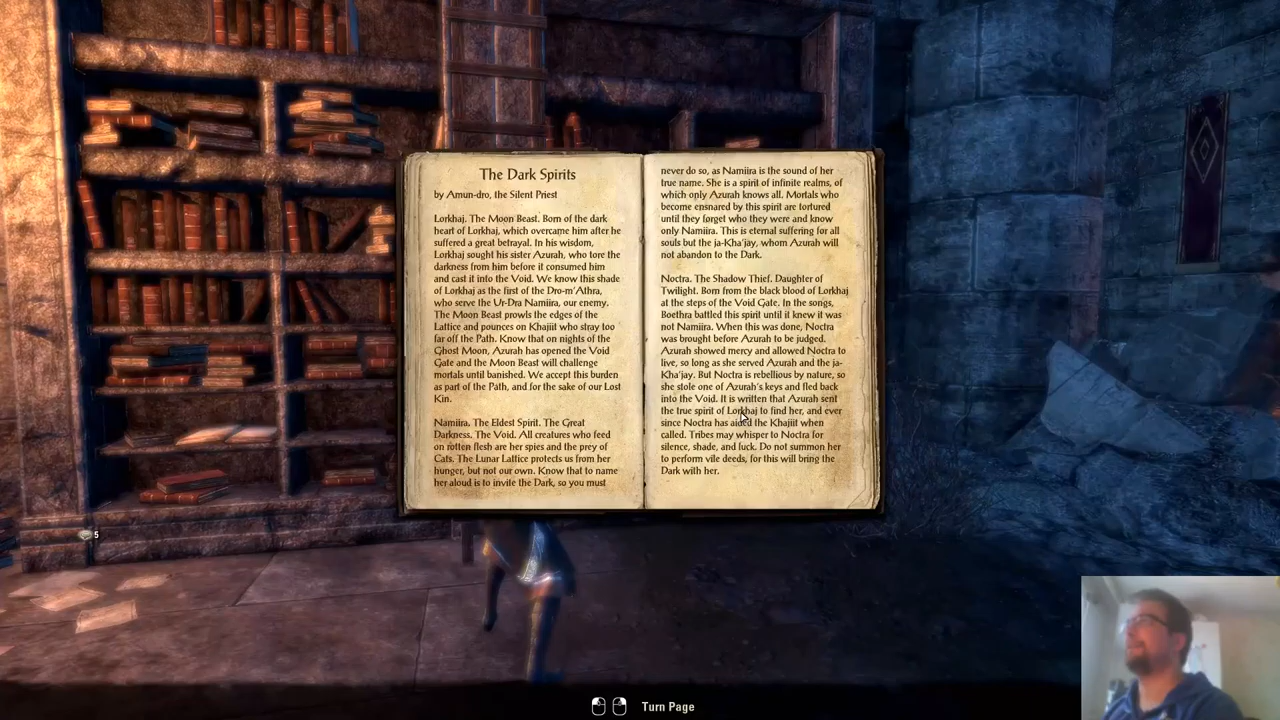 The Dark Spirits
by Amun-dro, the Silent Priest
Lorkhaj. The Moon Beast. Born of the dark
heart of Lorkhaj, which overcame him after he
suffered a great betrayal. In his wisdom,
Lorkhaj sought his sister Azurah, who tore the
darkness from him before it consumed him
and cast it into the Void. We know this shade
of Lorkhaj as the first of the Dro-m'Athra,
who serve the Ur-Dra Namiira, our enemy.
The Moon Beast prowls the edges of the
Lattice and pounces on Khajiit who stray too
far off the Path. Know that on nights of the
Ghost Moon, Azurah has opened the Void
Gate and the Moon Beast will challenge
mortals until banished. We accept this burden
as part of the Path, and for the sake of our Lost
Kin.
Namiira. The Eldest Spirit. The Great
Darkness. The Void. All creatures who feed
on rotten flesh are her spies and the prey of
Cats. The Lunar Lattice protects us from her
hunger, but not our own. Know that to name
her aloud is to invite the Dark, so you must
never do so, as Namiira is the sound of her
true name. She is a spirit of infinite realms, of
which only Azurah knows all. Mortals who
become ensnared by this spirit are tortured
until they forget who they were and know
only Namiira. This is eternal suffering for all
souls but the ja-Kha'jay, whom Azurah will
not abandon to the Dark.
Noctra. The Shadow Thief. Daughter of
Twilight. Born from the black blood of Lorkhaj
at the steps of the Void Gate. In the songs,
Boethra battled this spirit until it knew it was
not Namiira. When this was done, Noctra
was brought before Azurah to be judged.
Azurah showed mercy and allowed Noctra to
live, so long as she served Azurah and the ja-
Kha'jay. But Noctra is rebellious by nature, so
she stole one of Azurah's keys and fled back
into the Void. It is written that Azurah sent
the true spirit of Lorkhaj to find her, and ever
since Noctra has aided the Khajiit when
called. Tribes may whisper to Noctra for
silence, shade, and luck. Do not summon her
to perform vile deeds, for this will bring the
Dark with her.
5
Turn Page